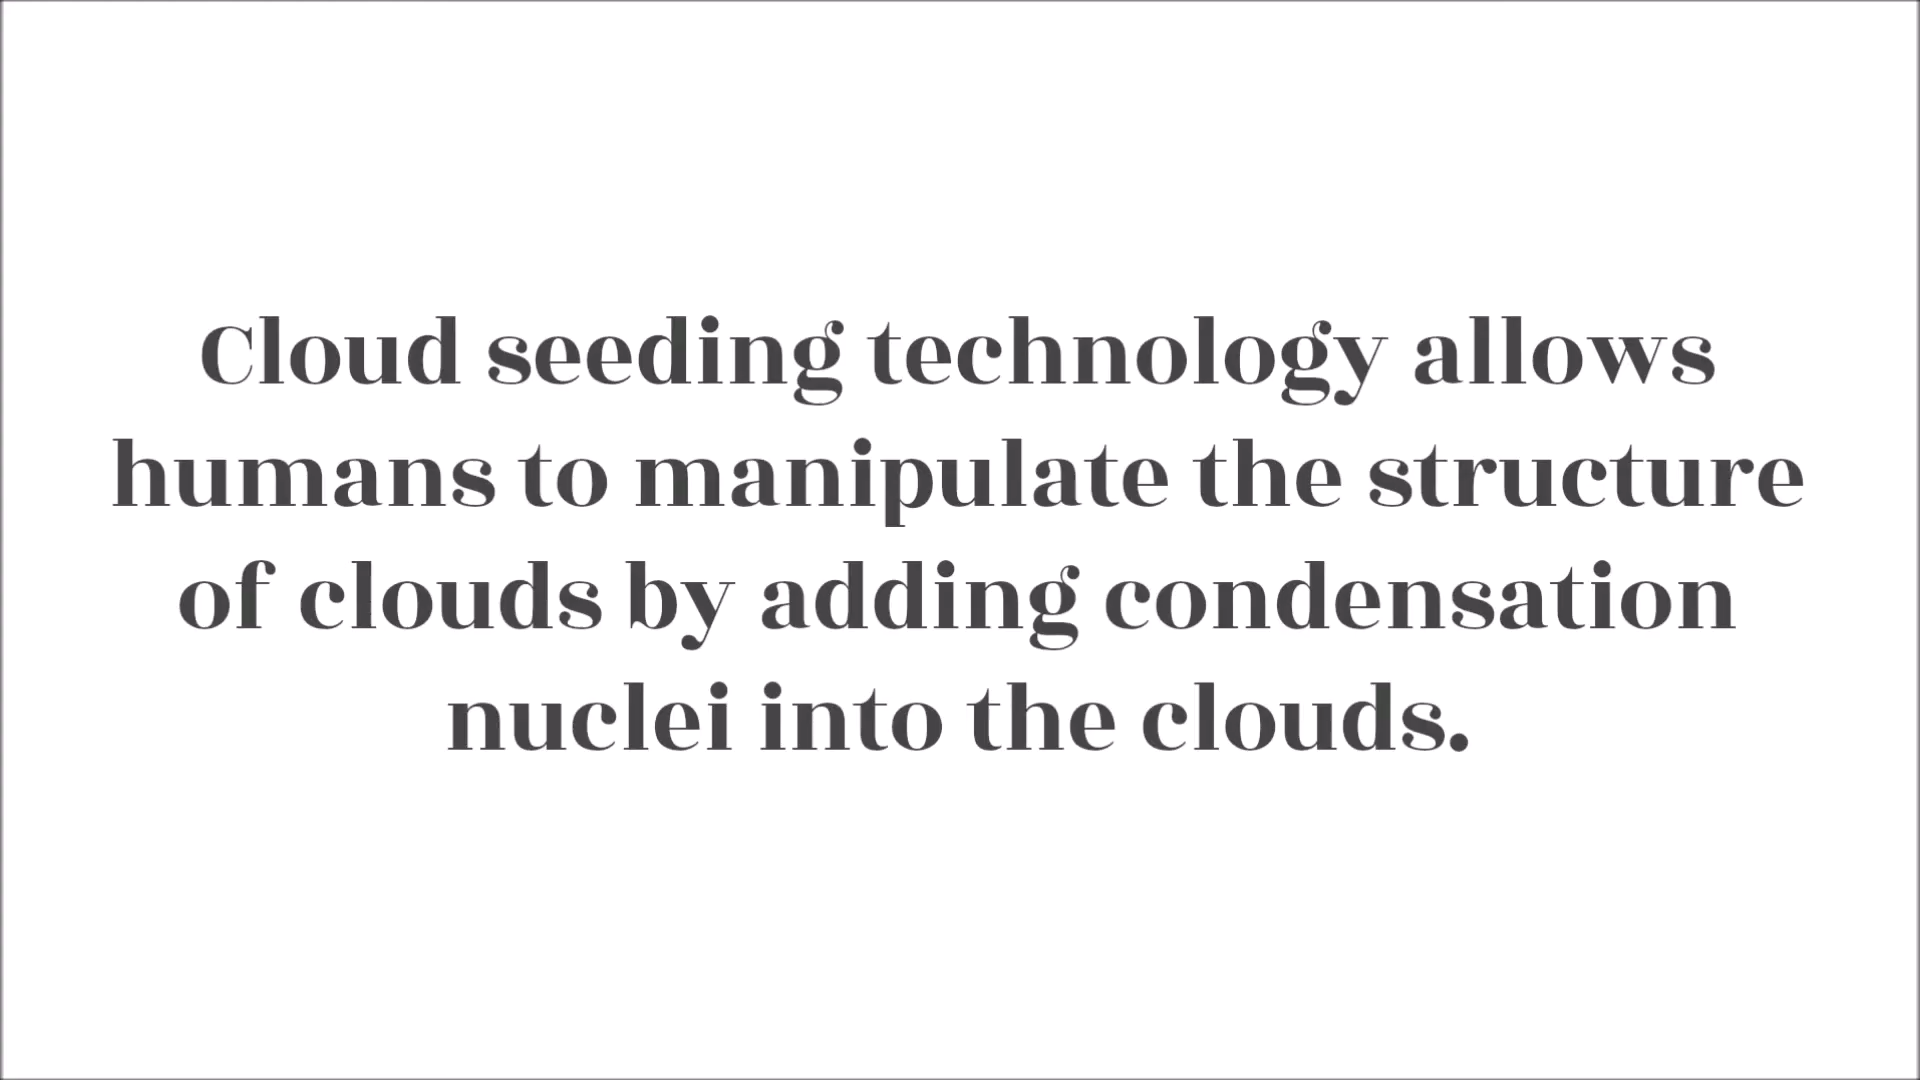 Cloud seeding technology allows
humans to manipulate the structure
of clouds by adding condensation
nuclei into the clouds.